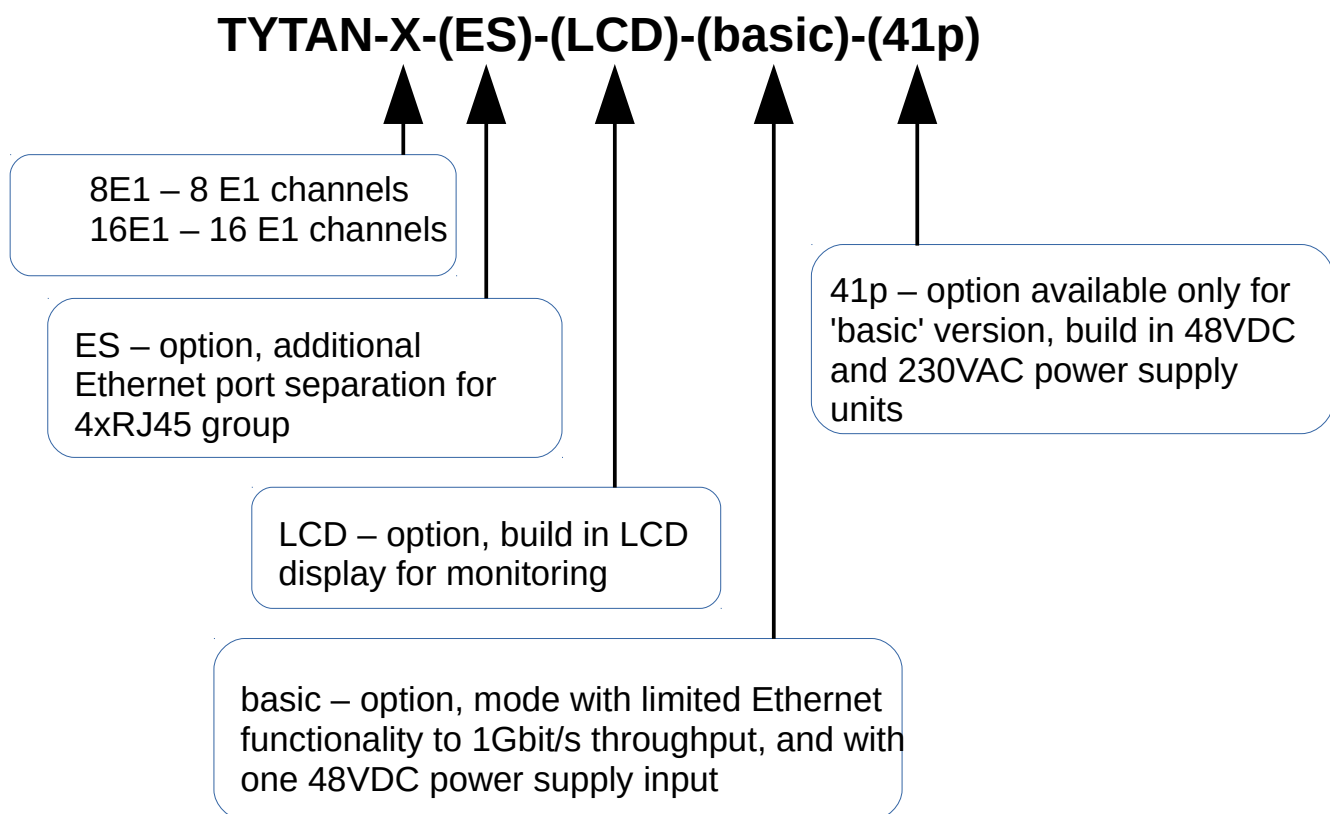 TYTAN-X-(ES)-(LCD)-(basic)-(41p)
8E1 – 8 E1 channels
16E1 – 16 E1 channels
41p – option available only for
'basic' version, build in 48VDC
and 230VAC power supply
units
ES – option, additional
Ethernet port separation for
4xRJ45 group
LCD – option, build in LCD
display for monitoring
basic – option, mode with limited Ethernet
functionality to 1Gbit/s throughput, and with
one 48VDC power supply input